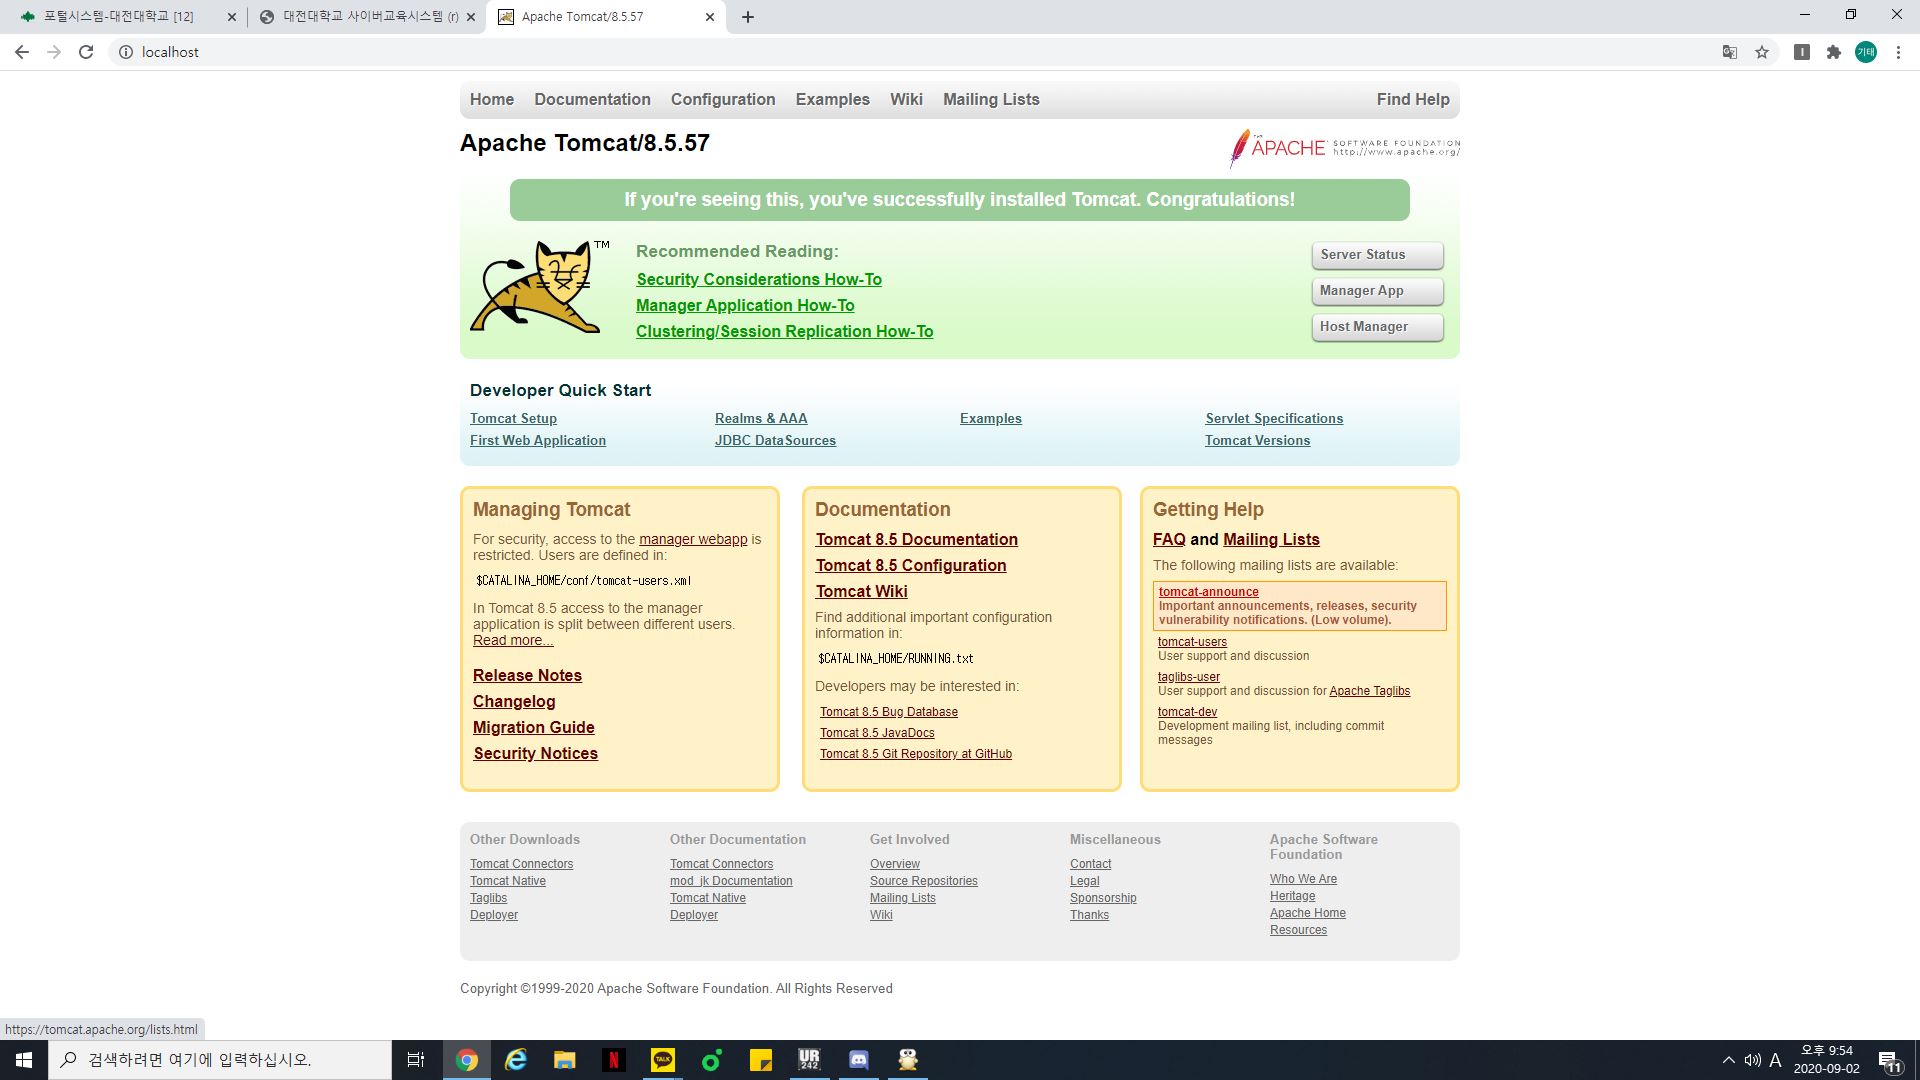 포털시스템-대전대학교 [12]
대전대학교 사이버교육시스템 (r)
Apache Tomcat/8.5.57
localhost
기태
Home Documentation Configuration Examples Wiki Mailing Lists Find Help
Apache Tomcat/8.5.57
THE APACHE SOFTWARE FOUNDATION
http://www.apache.org/
If you're seeing this, you've successfully installed Tomcat. Congratulations!
TM
Recommended Reading:
Security Considerations How-To
Manager Application How-To
Clustering/Session Replication How-To
Server Status
Manager App
Host Manager
Developer Quick Start
Tomcat Setup
First Web Application
Realms & AAA
JDBC DataSources
Examples
Servlet Specifications
Tomcat Versions
Managing Tomcat
For security, access to the manager webapp is
restricted. Users are defined in:
$CATALINA_HOME/conf/tomcat-users.xml
In Tomcat 8.5 access to the manager
application is split between different users.
Read more...
Release Notes
Changelog
Migration Guide
Security Notices
Documentation
Tomcat 8.5 Documentation
Tomcat 8.5 Configuration
Tomcat Wiki
Find additional important configuration
information in:
$CATALINA_HOME/RUNNING.txt
Developers may be interested in:
Tomcat 8.5 Bug Database
Tomcat 8.5 JavaDocs
Tomcat 8.5 Git Repository at GitHub
Getting Help
FAQ and Mailing Lists
The following mailing lists are available:
tomcat-announce
Important announcements, releases, security
vulnerability notifications. (Low volume).
tomcat-users
User support and discussion
taglibs-user
User support and discussion for Apache Taglibs
tomcat-dev
Development mailing list, including commit
messages
Other Downloads
Tomcat Connectors
Tomcat Native
Taglibs
Deployer
Other Documentation
Tomcat Connectors
mod_jk Documentation
Tomcat Native
Deployer
Get Involved
Overview
Source Repositories
Mailing Lists
Wiki
Miscellaneous
Contact
Legal
Sponsorship
Thanks
Apache Software
Foundation
Who We Are
Heritage
Apache Home
Resources
Copyright ©1999-2020 Apache Software Foundation. All Rights Reserved
https://tomcat.apache.org/lists.html
검색하려면 여기에 입력하십시오.
N
TALK
UR
242
A
오후 9:54
2020-09-02
11